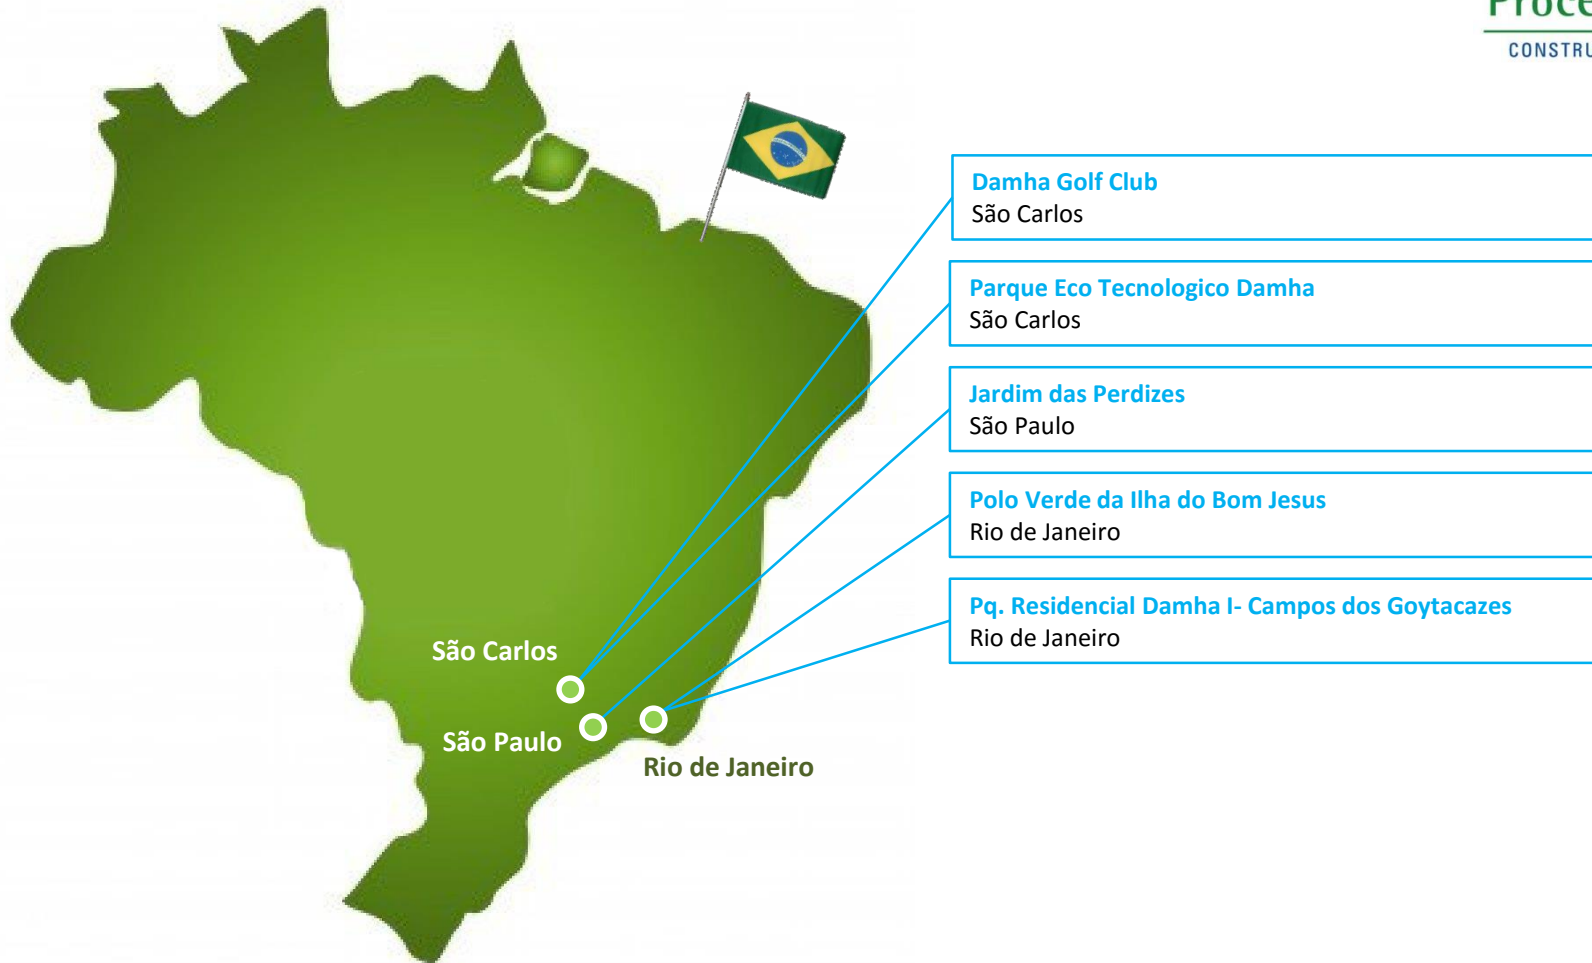 CONSTRU
Damha Golf Club
São Carlos
Parque Eco Tecnologico Damha
São Carlos
Jardim das Perdizes
São Paulo
Polo Verde da Ilha do Bom Jesus
Rio de Janeiro
Pq. Residencial Damha I- Campos dos Goytacazes
Rio de Janeiro
São Carlos
São Paulo
Rio de Janeiro